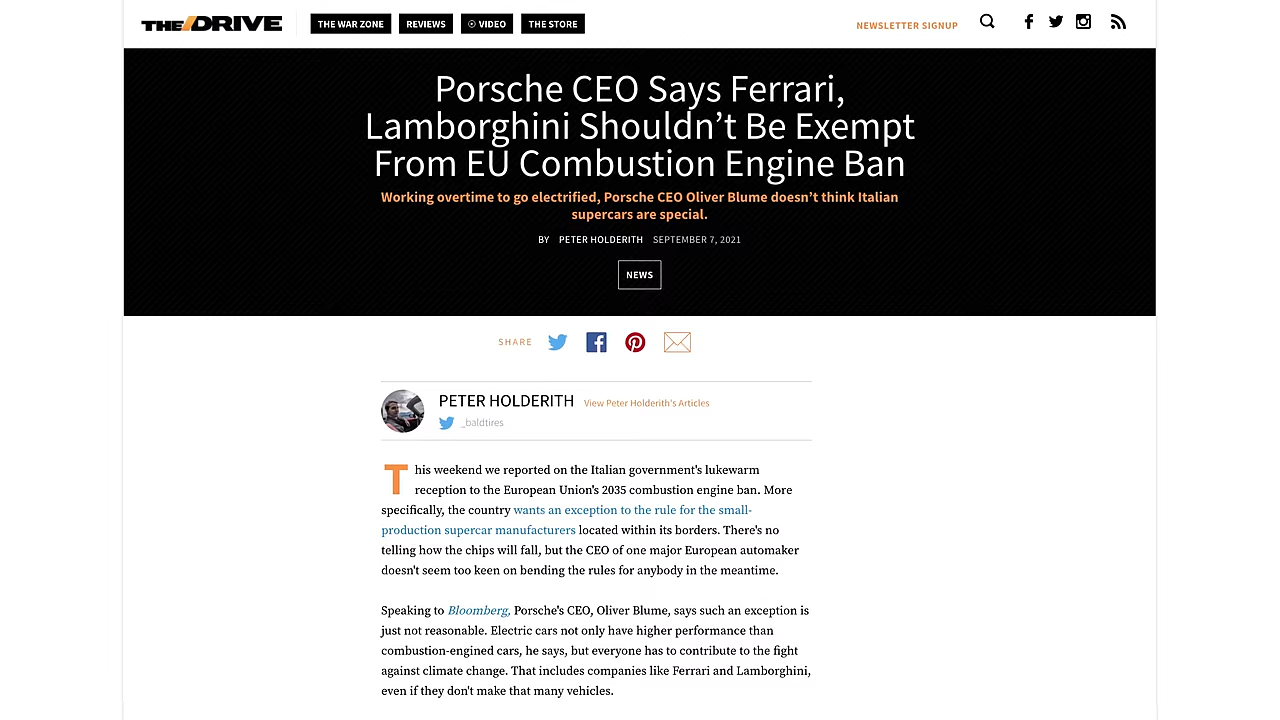 THE/DRIVE
THE WAR ZONE
REVIEWS
VIDEO
THE STORE
NEWSLETTER SIGNUP
Porsche CEO Says Ferrari,
Lamborghini Shouldn’t Be Exempt
From EU Combustion Engine Ban
Working overtime to go electrified, Porsche CEO Oliver Blume doesn’t think Italian
supercars are special.
BY PETER HOLDERITH SEPTEMBER 7, 2021
NEWS
SHARE
PETER HOLDERITH View Peter Holderith's Articles
_baldtires
This weekend we reported on the Italian government's lukewarm
reception to the European Union's 2035 combustion engine ban. More
specifically, the country wants an exception to the rule for the small-
production supercar manufacturers located within its borders. There's no
telling how the chips will fall, but the CEO of one major European automaker
doesn't seem too keen on bending the rules for anybody in the meantime.
Speaking to Bloomberg, Porsche's CEO, Oliver Blume, says such an exception is
just not reasonable. Electric cars not only have higher performance than
combustion-engined cars, he says, but everyone has to contribute to the fight
against climate change. That includes companies like Ferrari and Lamborghini,
even if they don't make that many vehicles.